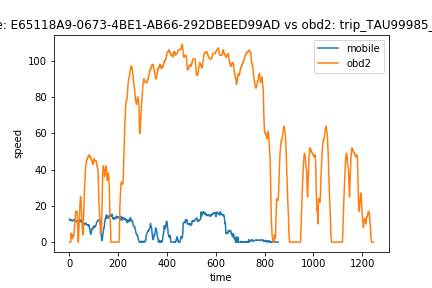 e: E65118A9-0673-4BE1-AB66-292DBEED99AD vs obd2: trip_TAU99985_
mobile
obd2
speed
100
80
60
40
20
0
0 200 400 600 800 1000 1200
time